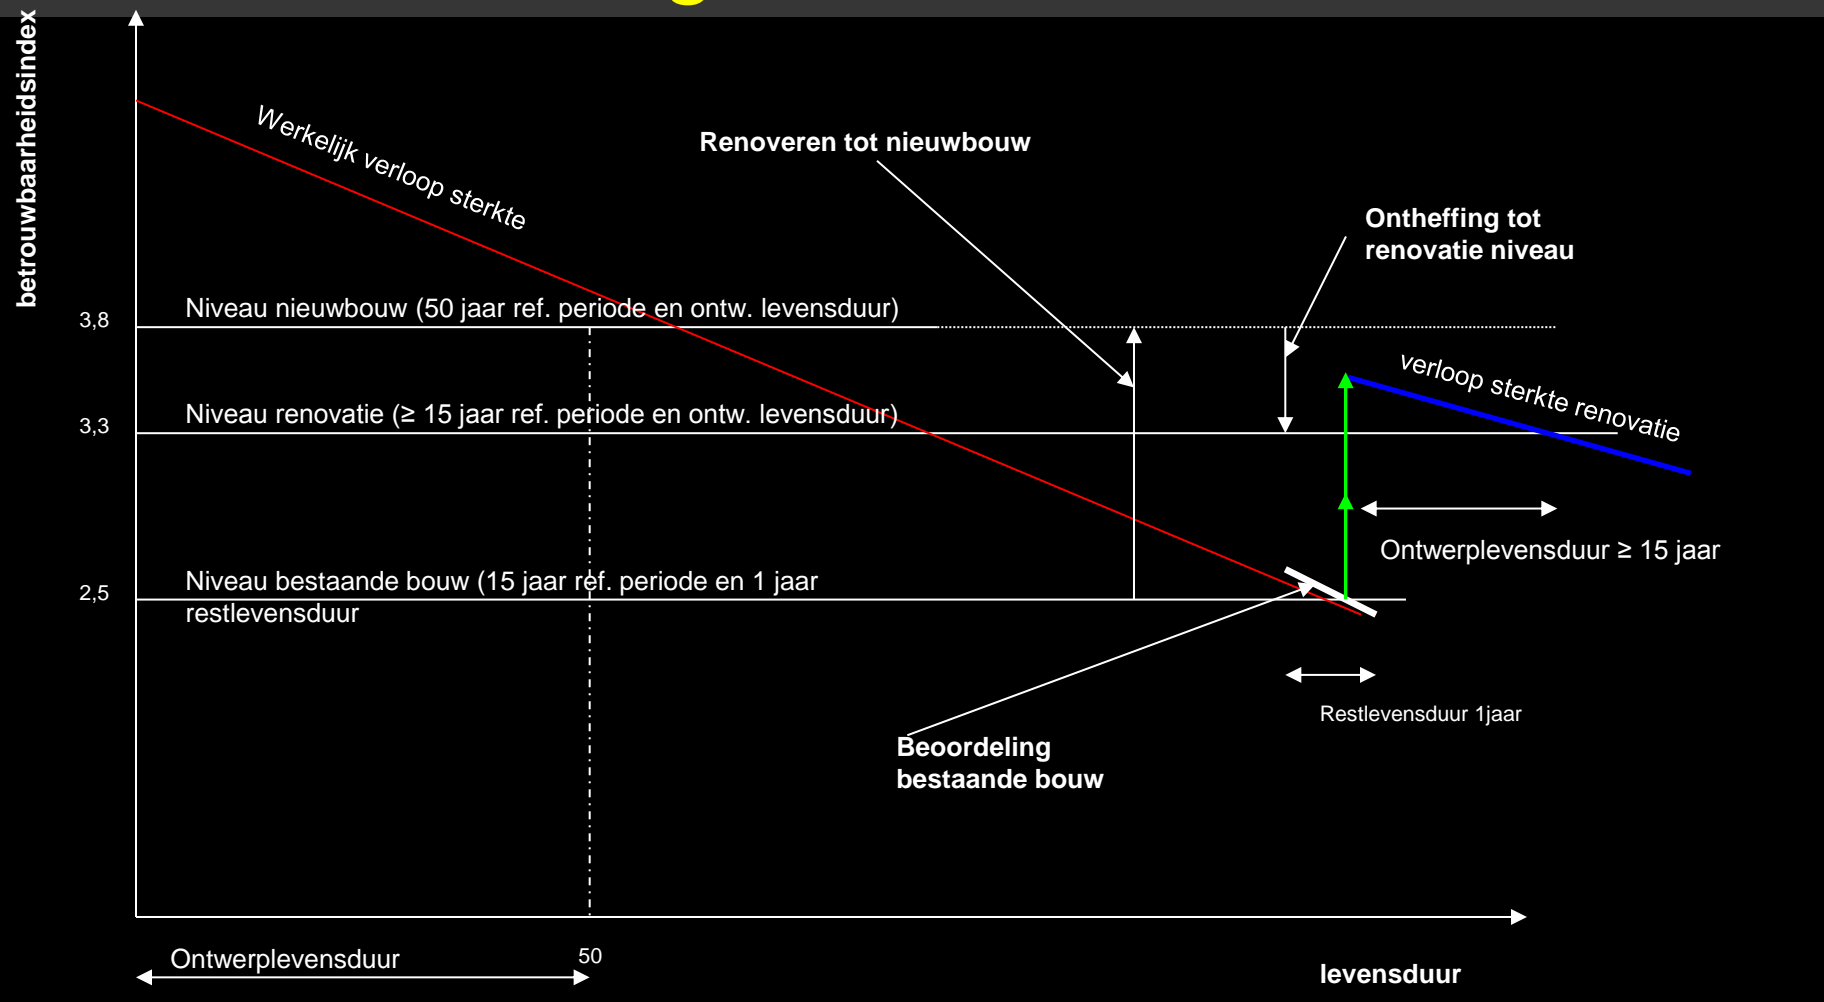 betrouwbaarheidsindex
Werkelijk verloop sterkte
Renoveren tot nieuwbouw
Ontheffing tot
renovatie niveau
Niveau nieuwbouw (50 jaar ref. periode en ontw. levensduur)
3,8
verloop sterkte renovatie
Niveau renovatie (≥ 15 jaar ref. periode en ontw. levensduur)
3,3
Ontwerplevensduur ≥ 15 jaar
Niveau bestaande bouw (15 jaar ref. periode en 1 jaar
restlevensduur
2,5
Restlevensduur 1jaar
Beoordeling
bestaande bouw
Ontwerplevensduur
50
levensduur